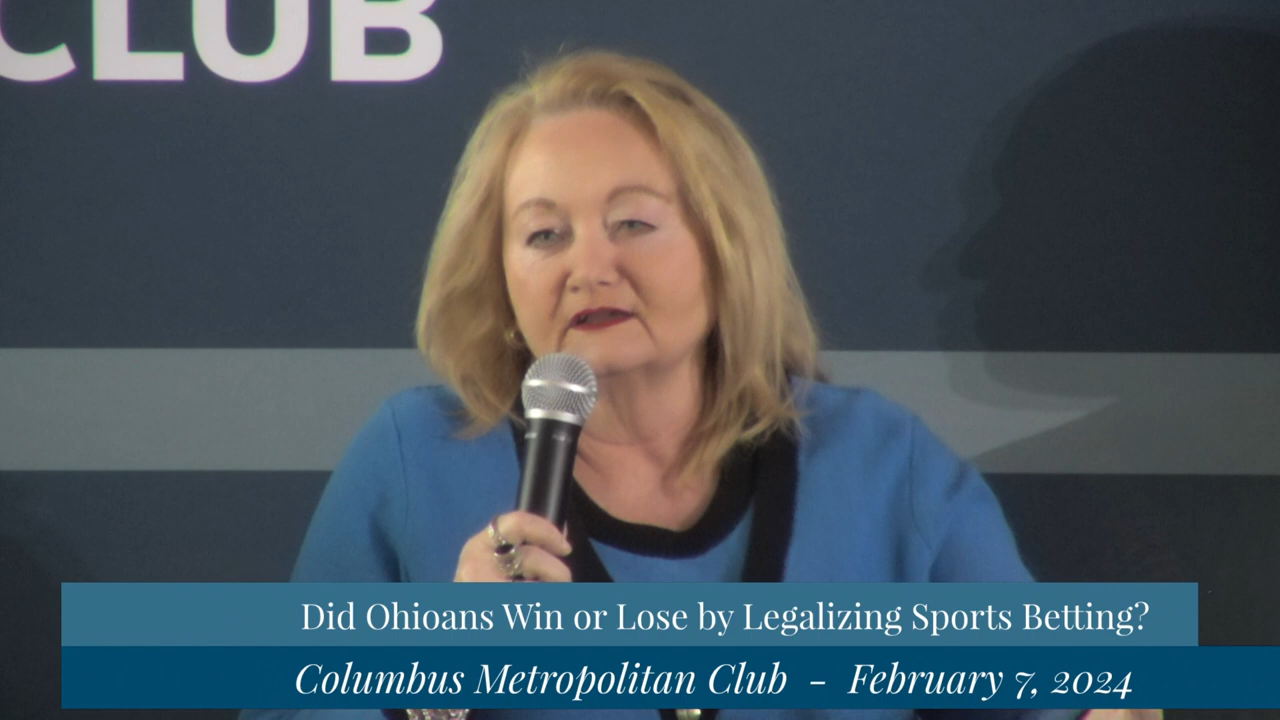 CLUB
Did Ohioans Win or Lose by Legalizing Sports Betting?
Columbus Metropolitan Club - February 7, 2024